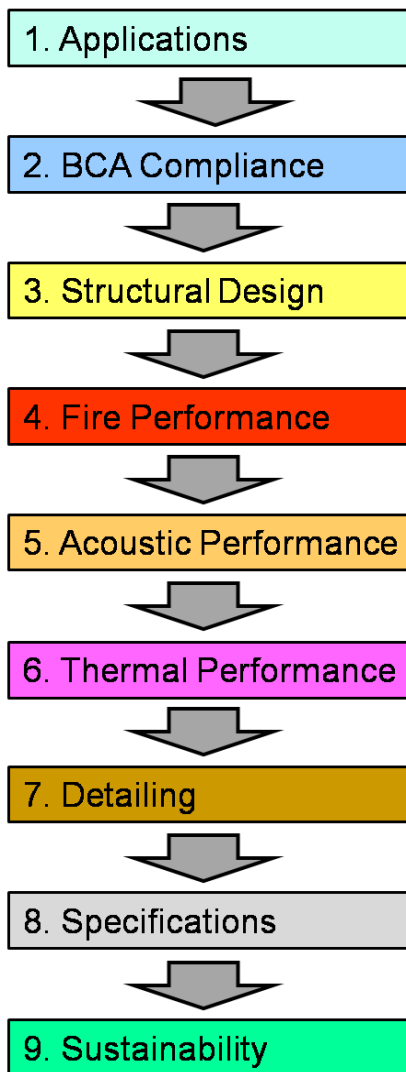 1. Applications
2. BCA Compliance
3. Structural Design
4. Fire Performance
5. Acoustic Performance
6. Thermal Performance
7. Detailing
8. Specifications
9. Sustainability